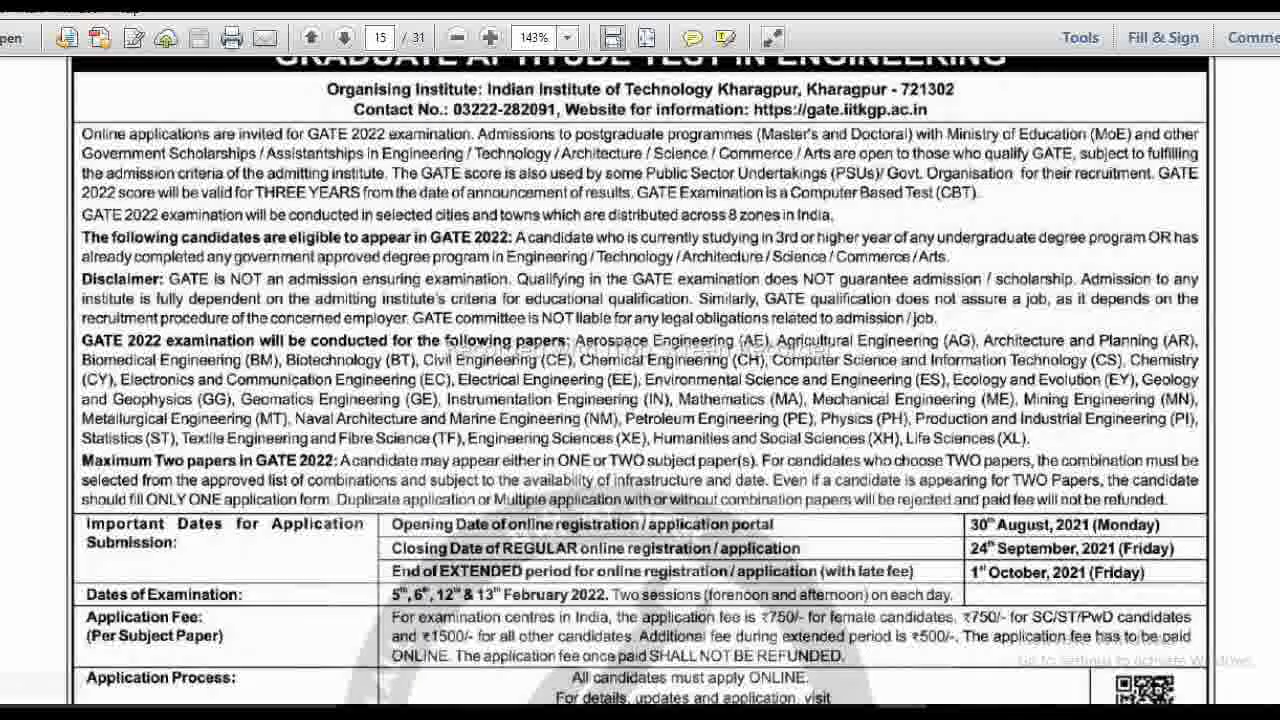 15 / 31
143%
Tools
Fill & Sign
GRADUATE APTITUDE TEST IN ENGINEERING
Organising Institute: Indian Institute of Technology Kharagpur, Kharagpur - 721302
Contact No.: 03222-282091, Website for information: https://gate.iitkgp.ac.in
Online applications are invited for GATE 2022 examination. Admissions to postgraduate programmes (Master's and Doctoral) with Ministry of Education (MoE) and other
Government Scholarships / Assistantships in Engineering / Technology / Architecture / Science / Commerce / Arts are open to those who qualify GATE, subject to fulfilling
the admission criteria of the admitting institute. The GATE score is also used by some Public Sector Undertakings (PSUs)/ Govt. Organisation for their recruitment. GATE
2022 score will be valid for THREE YEARS from the date of announcement of results. GATE Examination is a Computer Based Test (CBT).
GATE 2022 examination will be conducted in selected cities and towns which are distributed across 8 zones in India.
The following candidates are eligible to appear in GATE 2022: A candidate who is currently studying in 3rd or higher year of any undergraduate degree program OR has
already completed any government approved degree program in Engineering / Technology / Architecture / Science / Commerce / Arts.
Disclaimer: GATE is NOT an admission ensuring examination. Qualifying in the GATE examination does NOT guarantee admission / scholarship. Admission to any
institute is fully dependent on the admitting institute's criteria for educational qualification. Similarly, GATE qualification does not assure a job, as it depends on the
recruitment procedure of the concerned employer. GATE committee is NOT liable for any legal obligations related to admission / job.
GATE 2022 examination will be conducted for the following papers: Aerospace Engineering (AE), Agricultural Engineering (AG), Architecture and Planning (AR),
Biomedical Engineering (BM), Biotechnology (BT), Civil Engineering (CE), Chemical Engineering (CH), Computer Science and Information Technology (CS), Chemistry
(CY), Electronics and Communication Engineering (EC), Electrical Engineering (EE), Environmental Science and Engineering (ES), Ecology and Evolution (EY), Geology
and Geophysics (GG), Geomatics Engineering (GE), Instrumentation Engineering (IN), Mathematics (MA), Mechanical Engineering (ME), Mining Engineering (MN),
Metallurgical Engineering (MT), Naval Architecture and Marine Engineering (NM), Petroleum Engineering (PE), Physics (PH), Production and Industrial Engineering (PI),
Statistics (ST), Textile Engineering and Fibre Science (TF), Engineering Sciences (XE), Humanities and Social Sciences (XH), Life Sciences (XL).
Maximum Two papers in GATE 2022: A candidate may appear either in ONE or TWO subject paper(s). For candidates who choose TWO papers, the combination must be
selected from the approved list of combinations and subject to the availability of infrastructure and date. Even if a candidate is appearing for TWO Papers, the candidate
should fill ONLY ONE application form. Duplicate application or Multiple application with or without combination papers will be rejected and paid fee will not be refunded.
Important Dates for Application
Submission:
Opening Date of online registration / application portal
30th August, 2021 (Monday)
Closing Date of REGULAR online registration / application
24th September, 2021 (Friday)
End of EXTENDED period for online registration / application (with late fee)
1st October, 2021 (Friday)
Dates of Examination:
5th, 6th, 12th & 13th February 2022. Two sessions (forenoon and afternoon) on each day.
Application Fee:
(Per Subject Paper)
For examination centres in India, the application fee is ₹750/- for female candidates, ₹750/- for SC/ST/PwD candidates
and ₹1500/- for all other candidates. Additional fee during extended period is ₹500/-. The application fee has to be paid
ONLINE. The application fee once paid SHALL NOT BE REFUNDED.
Go to Settings to activate Windows.
Application Process:
All candidates must apply ONLINE.
For details, updates and application, visit